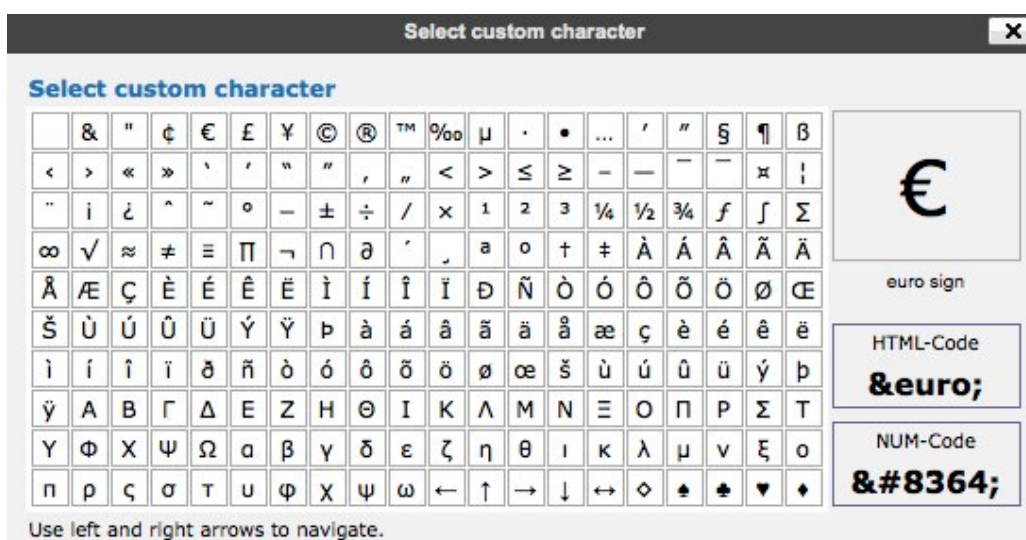 Select custom character
X
Select custom character
& " ¢ € £ ¥ © ® ™ ‰ µ · • … ′ ″ § ¶ ß
‹ › « » ‘ ’ “ ” ‚ „ < > ≤ ≥ – — ¯ ‾ ¤ ¦
¨ ¡ ¿ ˆ ˜ ° − ± ÷ ⁄ × ¹ ² ³ ¼ ½ ¾ ƒ ∫ ∑
∞ √ ≈ ≠ ≡ ∏ ¬ ∩ ∂ ´ ¸ ª º † ‡ À Á Â Ã Ä
Å Æ Ç È É Ê Ë Ì Í Î Ï Ð Ñ Ò Ó Ô Õ Ö Ø Œ
Š Ù Ú Û Ü Ý Ÿ Þ à á â ã ä å æ ç è é ê ë
ì í î ï ð ñ ò ó ô õ ö ø œ š ù ú û ü ý þ
ÿ Α Β Γ Δ Ε Ζ Η Θ Ι Κ Λ Μ Ν Ξ Ο Π Ρ Σ Τ
Υ Φ Χ Ψ Ω α β γ δ ε ζ η θ ι κ λ μ ν ξ ο
π ρ ς σ τ υ φ χ ψ ω ← ↑ → ↓ ↔ ◊ ♠ ♣ ♥ ♦
Use left and right arrows to navigate.
€
euro sign
HTML-Code
&euro;
NUM-Code
&#8364;